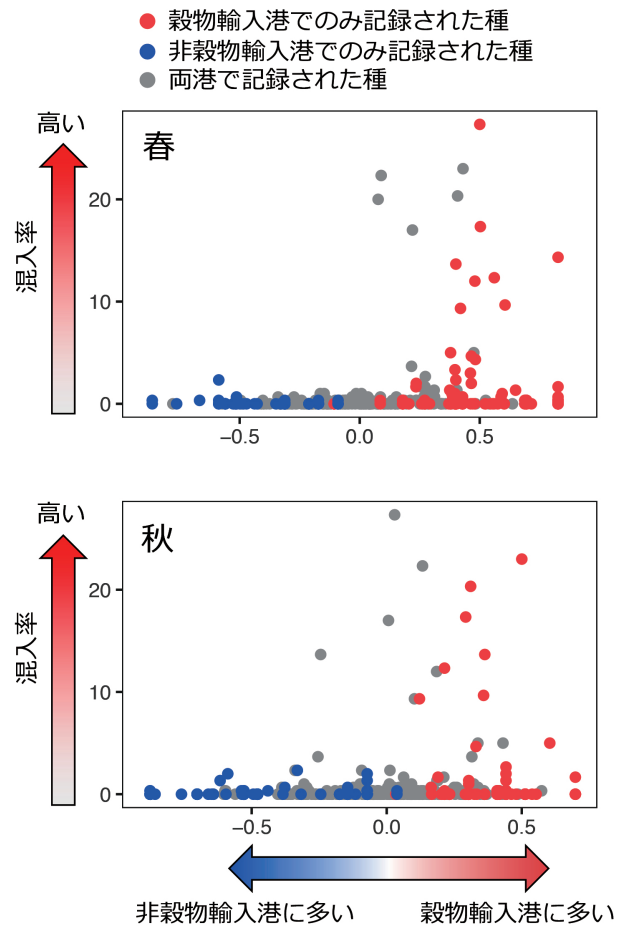 穀物輸入港でのみ記録された種
非穀物輸入港でのみ記録された種
両港で記録された種
高い
春
混入率
20
10
0
−0.5 0.0 0.5
高い
秋
混入率
20
10
0
−0.5 0.0 0.5
非穀物輸入港に多い 穀物輸入港に多い